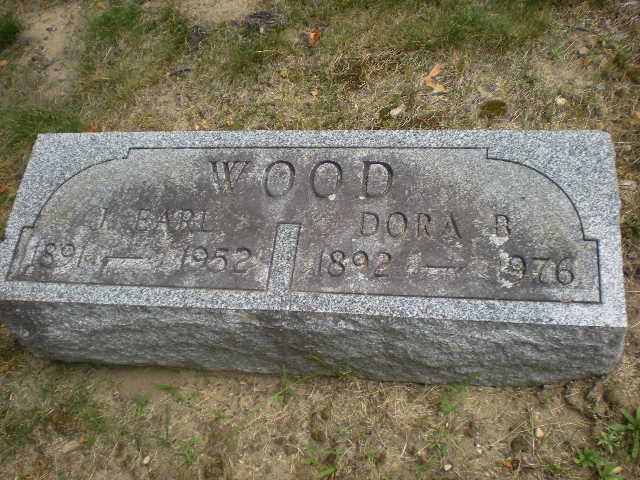 WOOD
J. EARL DORA B.
1891 — 1952 1892 — 1976